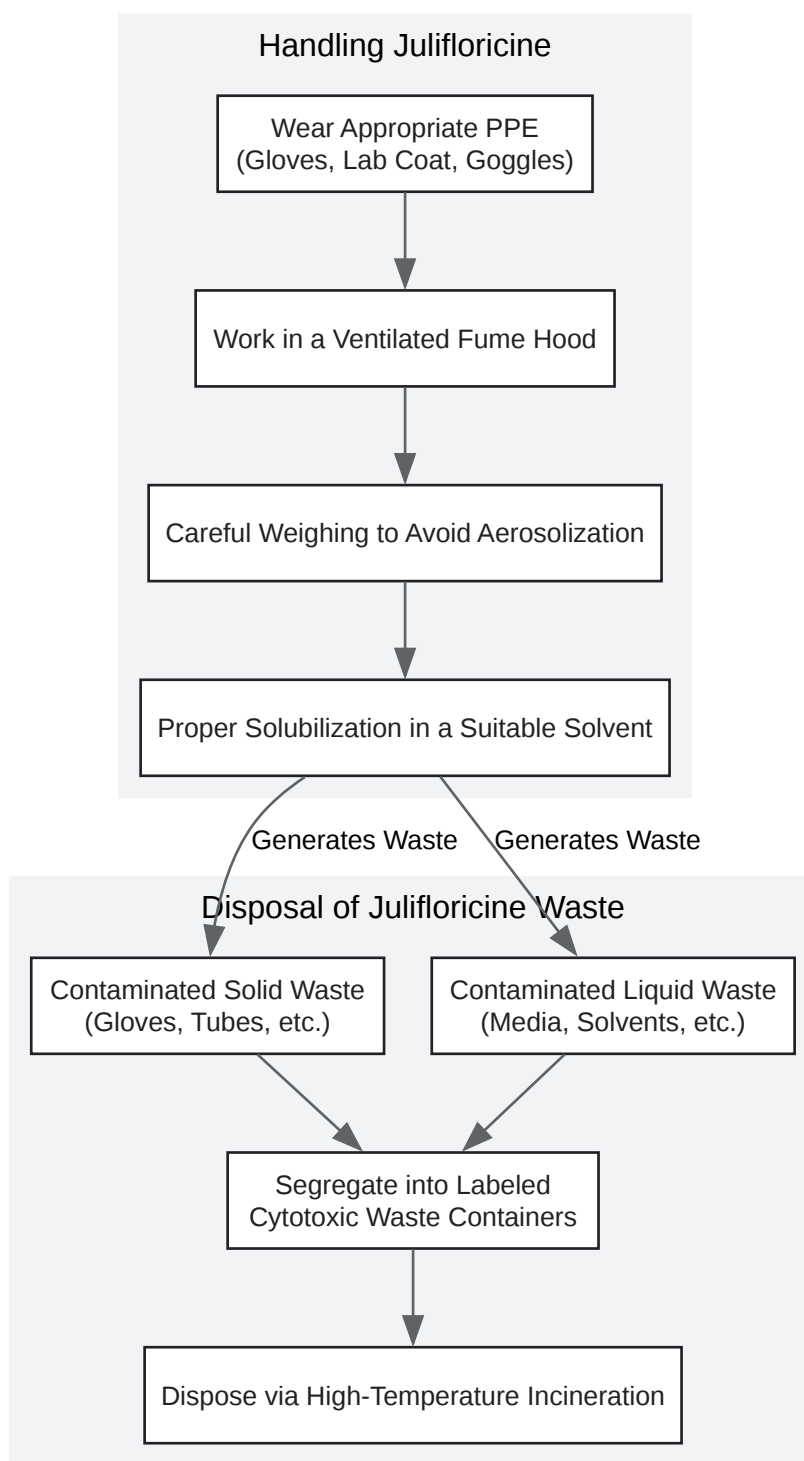 Handling Julifloricine
Wear Appropriate PPE
(Gloves, Lab Coat, Goggles)
Work in a Ventilated Fume Hood
Careful Weighing to Avoid Aerosolization
Proper Solubilization in a Suitable Solvent
Generates Waste
Generates Waste
Disposal of Julifloricine Waste
Contaminated Solid Waste
(Gloves, Tubes, etc.)
Contaminated Liquid Waste
(Media, Solvents, etc.)
Segregate into Labeled
Cytotoxic Waste Containers
Dispose via High-Temperature Incineration